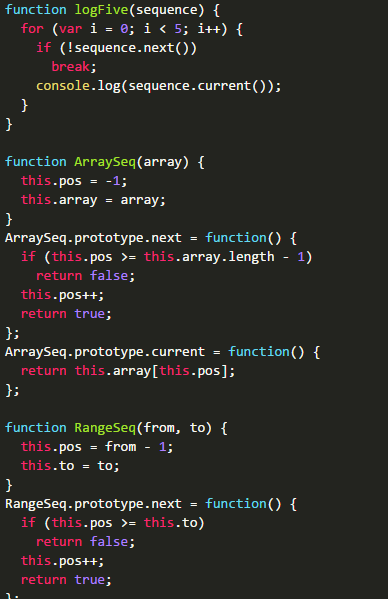 function logFive(sequence) {
  for (var i = 0; i < 5; i++) {
    if (!sequence.next())
      break;
    console.log(sequence.current());
  }
}

function ArraySeq(array) {
  this.pos = -1;
  this.array = array;
}
ArraySeq.prototype.next = function() {
  if (this.pos >= this.array.length - 1)
    return false;
  this.pos++;
  return true;
};
ArraySeq.prototype.current = function() {
  return this.array[this.pos];
};

function RangeSeq(from, to) {
  this.pos = from - 1;
  this.to = to;
}
RangeSeq.prototype.next = function() {
  if (this.pos >= this.to)
    return false;
  this.pos++;
  return true;
};